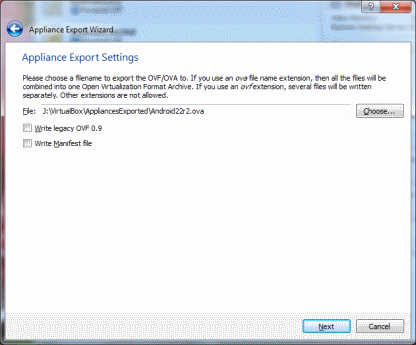 Appliance Export Wizard
Appliance Export Settings
Please choose a filename to export the OVF/OVA to. If you use an ova file name extension, then all the files will be
combined into one Open Virtualization Format Archive. If you use an ovf extension, several files will be written
separately. Other extensions are not allowed.
File: J:\VirtualBox\AppliancesExported\Android22r2.ova Choose...
Write legacy OVF 0.9
Write Manifest file
Next Cancel